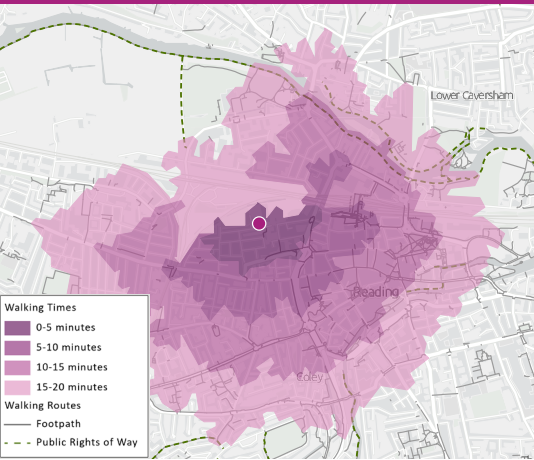 Lower Caversham
Reading
Coley
Walking Times
0-5 minutes
5-10 minutes
10-15 minutes
15-20 minutes
Walking Routes
Footpath
Public Rights of Way